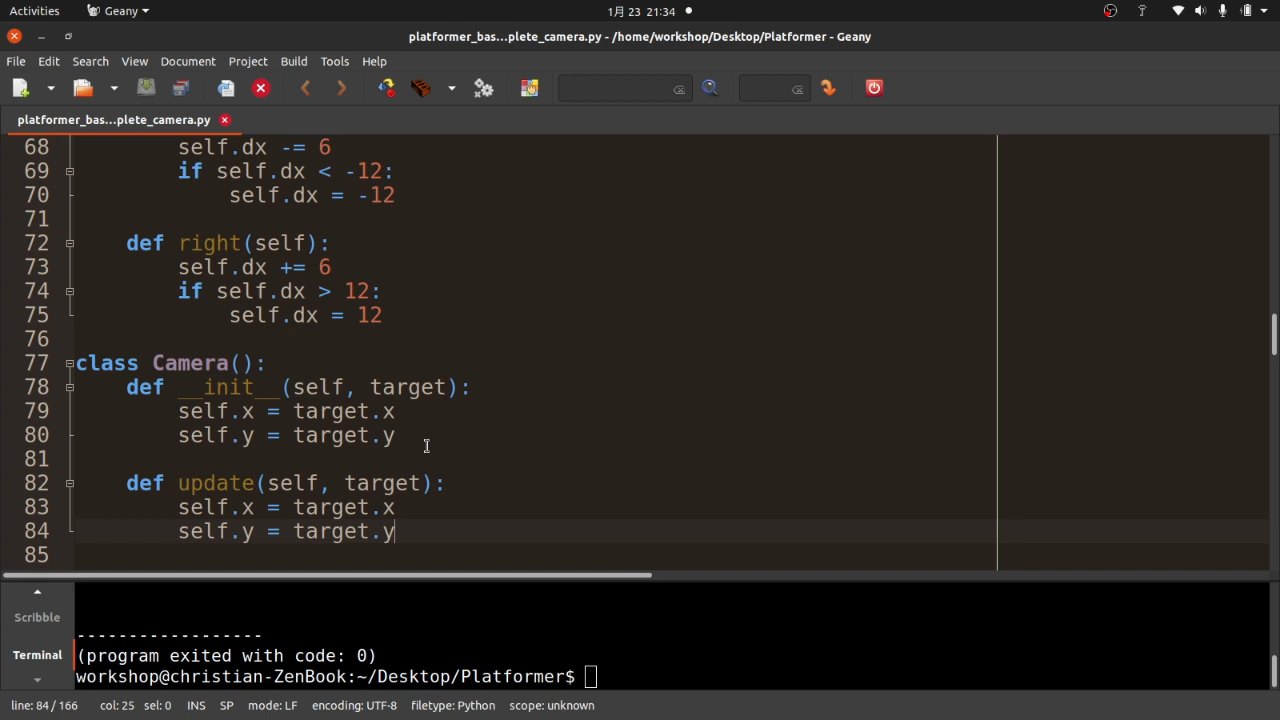 Activities
Geany
1月 23 21:34
platformer_bas...plete_camera.py - /home/workshop/Desktop/Platformer - Geany
File Edit Search View Document Project Build Tools Help
platformer_bas...plete_camera.py
68         self.dx -= 6
69         if self.dx < -12:
70             self.dx = -12
71
72     def right(self):
73         self.dx += 6
74         if self.dx > 12:
75             self.dx = 12
76
77 class Camera():
78     def __init__(self, target):
79         self.x = target.x
80         self.y = target.y
81
82     def update(self, target):
83         self.x = target.x
84         self.y = target.y
85
Scribble
Terminal
------------------
(program exited with code: 0)
workshop@christian-ZenBook:~/Desktop/Platformer$
line: 84 / 166 col: 25 sel: 0 INS SP mode: LF encoding: UTF-8 filetype: Python scope: unknown